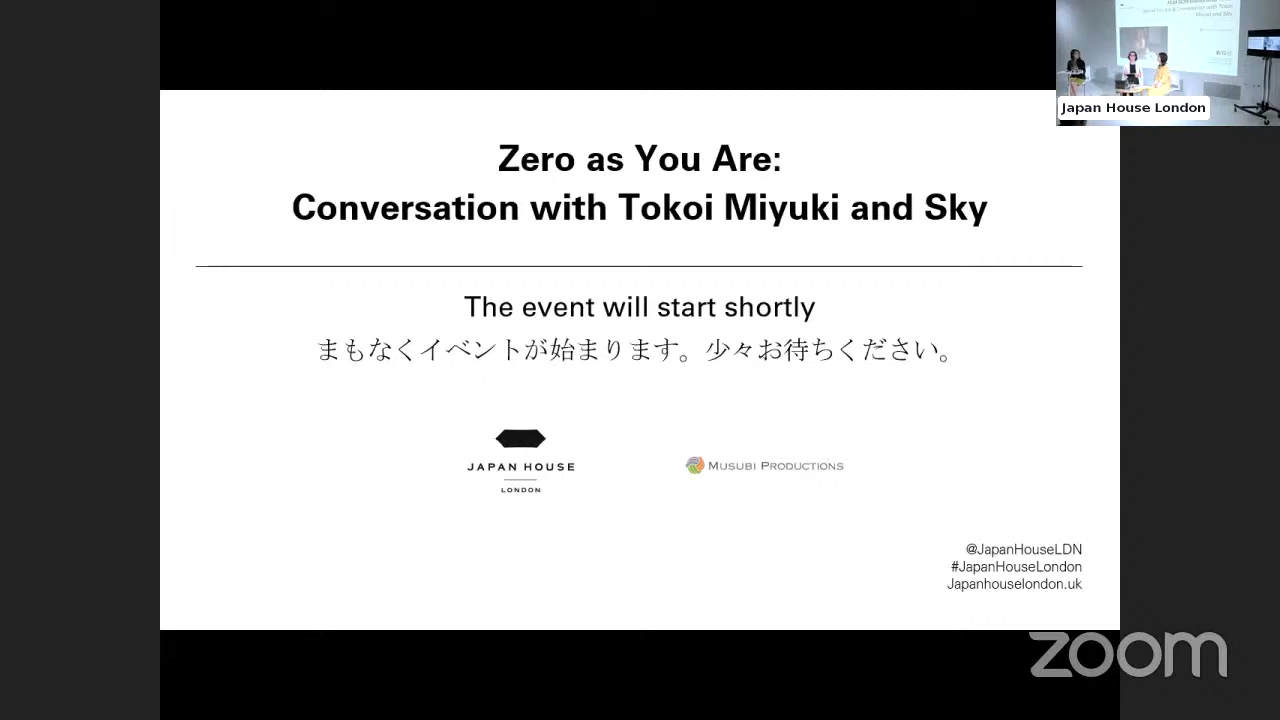 Japan House London
Zero as You Are:
Conversation with Tokoi Miyuki and Sky
The event will start shortly
まもなくイベントが始まります。少々お待ちください。
JAPAN HOUSE
LONDON
MUSUBI PRODUCTIONS
@JapanHouseLDN
#JapanHouseLondon
Japanhouselondon.uk
zoom